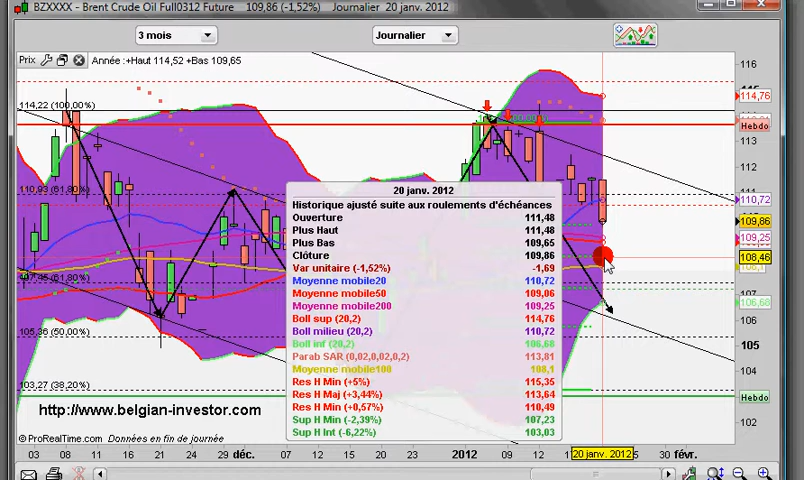 BZXXXX - Brent Crude Oil Full0312 Future 109,86 (-1,52%) Journalier 20 janv. 2012
3 mois
Journalier
Prix
Année : +Haut 114,52 +Bas 109,65
116
114,76
114,22 (100,00%)
Hebdo
113
112
110,93 (61,80%)
110,72
109,86
109,25
108,46
108,1
107,45 (61,80%)
107
106,68
106
105,36 (50,00%)
105
104
103,27 (38,20%)
Hebdo
102
20 janv. 2012
Historique ajusté suite aux roulements d'échéances
Ouverture 111,48
Plus Haut 111,48
Plus Bas 109,65
Clôture 109,86
Var unitaire (-1,52%) -1,69
Moyenne mobile20 110,72
Moyenne mobile50 109,06
Moyenne mobile200 109,25
Boll sup (20,2) 114,76
Boll milieu (20,2) 110,72
Boll inf (20,2) 106,68
Parab SAR (0,02,0,02,0,2) 113,81
Moyenne mobile100 108,1
Res H Min (+5%) 115,35
Res H Maj (+3,44%) 113,64
Res H Min (+0,57%) 110,49
Sup H Min (-2,39%) 107,23
Sup H Int (-6,22%) 103,03
http://www.belgian-investor.com
© ProRealTime.com Données en fin de journée
03 08 15 18 21 24 29 déc. 07 12 15 20 23 2012 06 09 12 20 janv. 2012 30 févr.